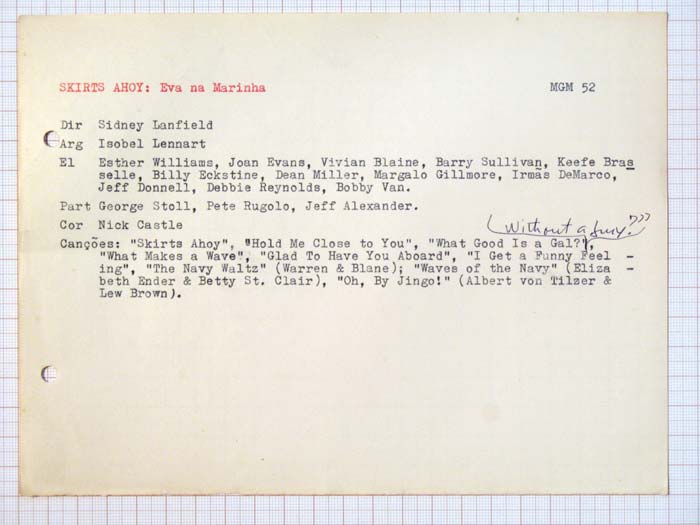 SKIRTS AHOY: Eva na Marinha MGM 52
Dir Sidney Lanfield
Arg Isobel Lennart
El Esther Williams, Joan Evans, Vivian Blaine, Barry Sullivan, Keefe Bras
selle, Billy Eckstine, Dean Miller, Margalo Gillmore, Irmas DeMarco,
Jeff Donnell, Debbie Reynolds, Bobby Van.
Part George Stoll, Pete Rugolo, Jeff Alexander.
Cor Nick Castle
(Without a
Canções: "Skirts Ahoy", "Hold Me Close to You", "What Good Is a Gal?",
"What Makes a Wave", "Glad To Have You Aboard", "I Get a Funny Feel -
ing", "The Navy Waltz" (Warren & Blane); "Waves of the Navy" (Eliza -
beth Ender & Betty St. Clair), "Oh, By Jingo!" (Albert von Tilzer &
Lew Brown).